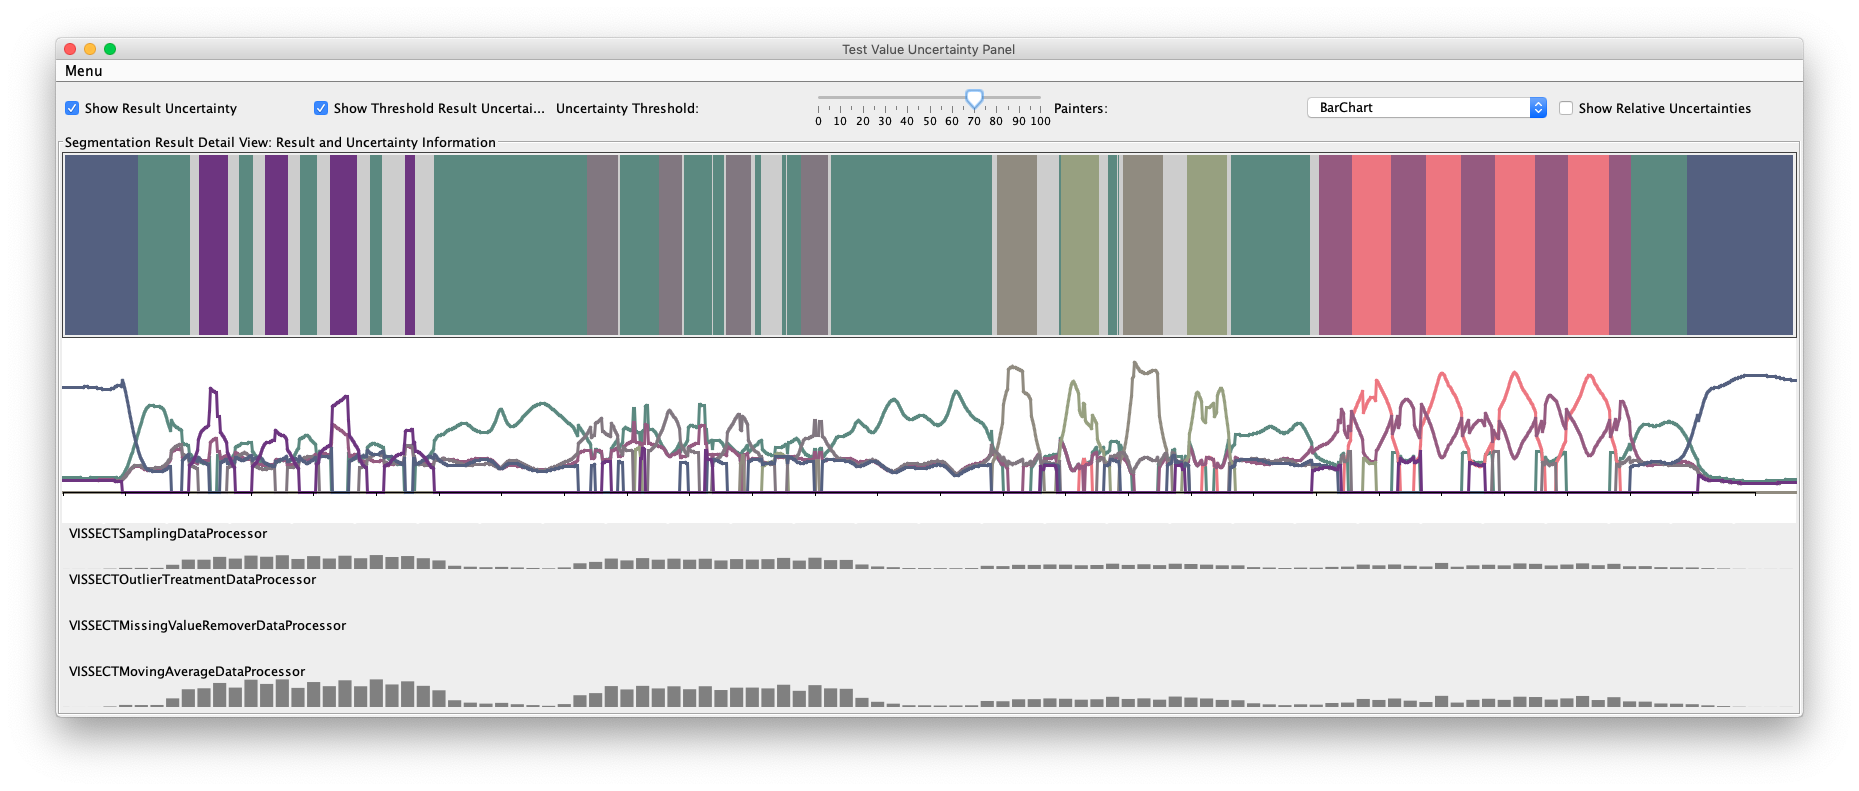 Test Value Uncertainty Panel
Menu
Show Result Uncertainty Show Threshold Result Uncertai... Uncertainty Threshold: Painters: BarChart Show Relative Uncertainties
0 10 20 30 40 50 60 70 80 90 100
Segmentation Result Detail View: Result and Uncertainty Information
VISSECTSamplingDataProcessor
VISSECTOutlierTreatmentDataProcessor
VISSECTMissingValueRemoverDataProcessor
VISSECTMovingAverageDataProcessor